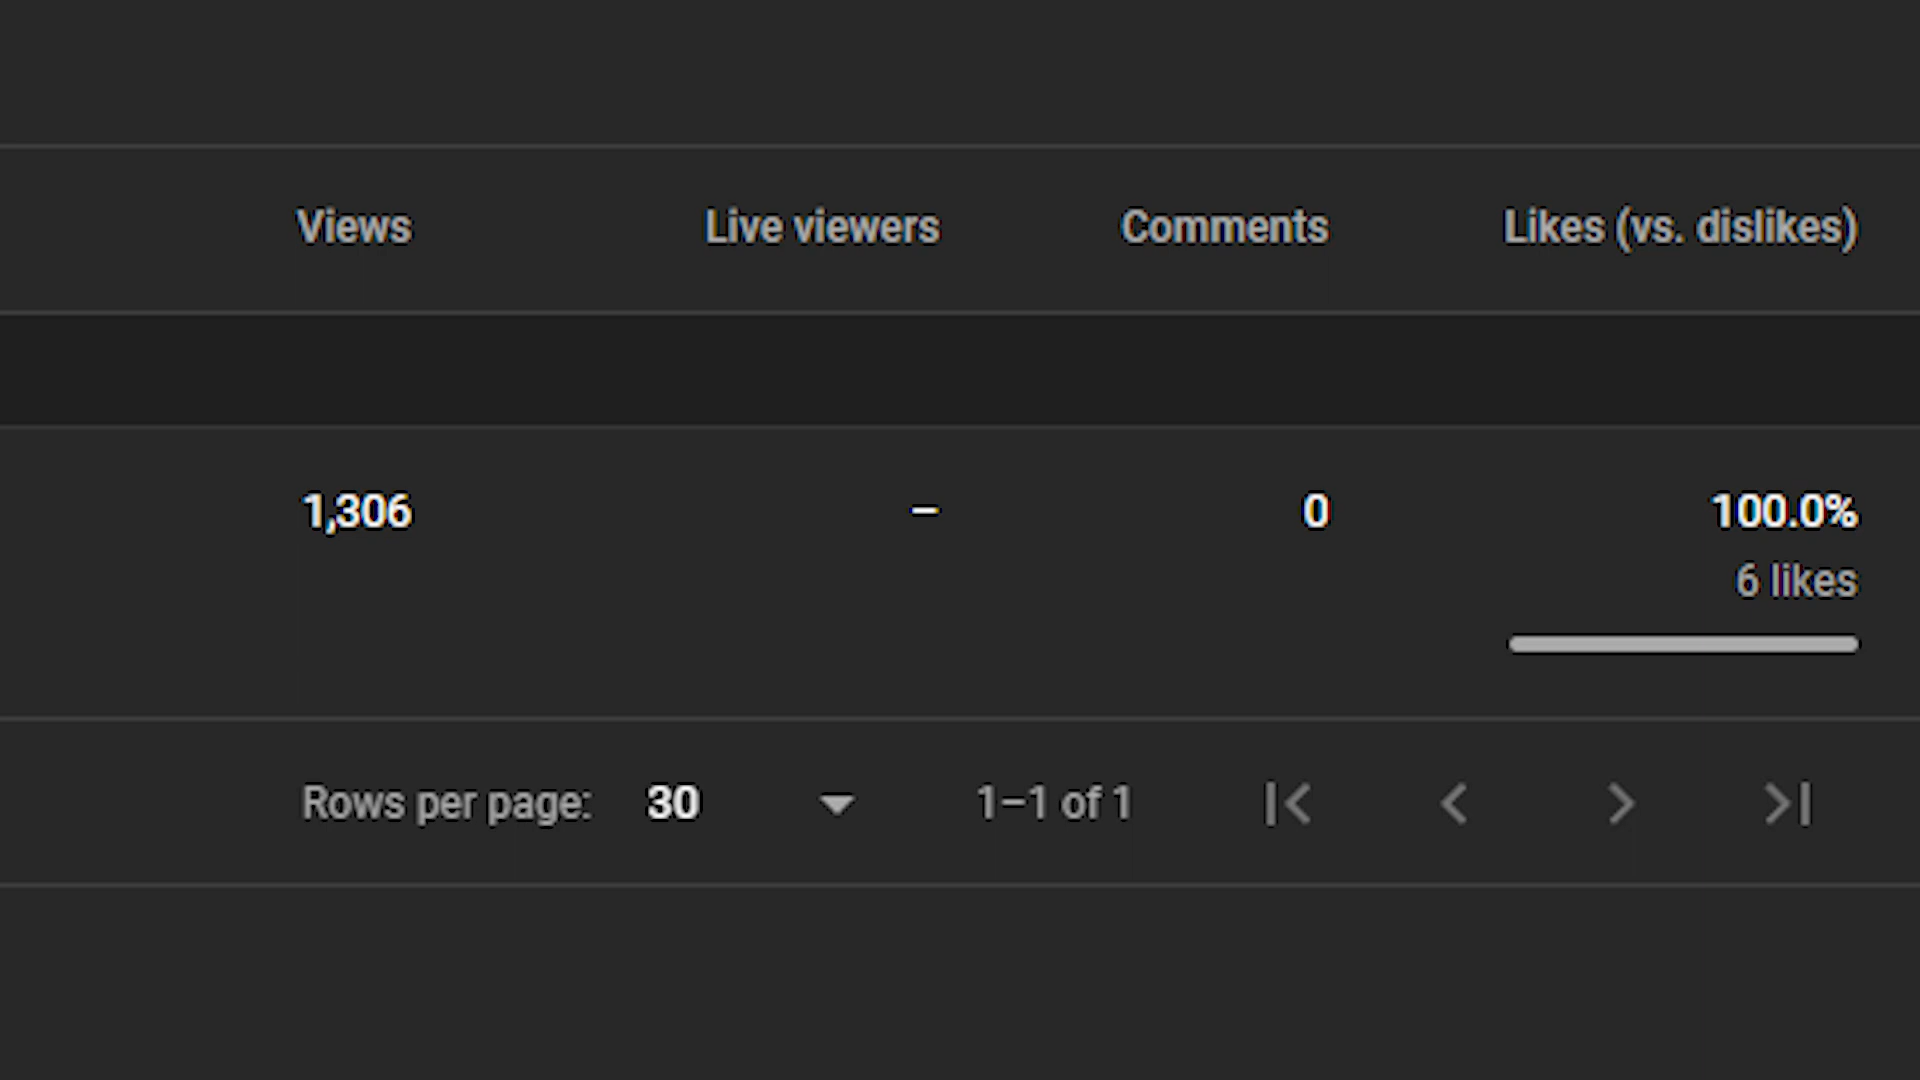 Views Live viewers Comments Likes (vs. dislikes)
1,306 – 0 100.0%
6 likes
Rows per page: 30 1–1 of 1